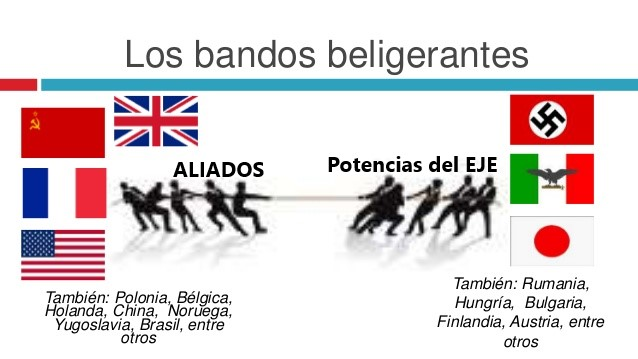 Los bandos beligerantes
ALIADOS
Potencias del EJE
También: Polonia, Bélgica,
Holanda, China, Noruega,
Yugoslavia, Brasil, entre
otros
También: Rumania,
Hungría, Bulgaria,
Finlandia, Austria, entre
otros